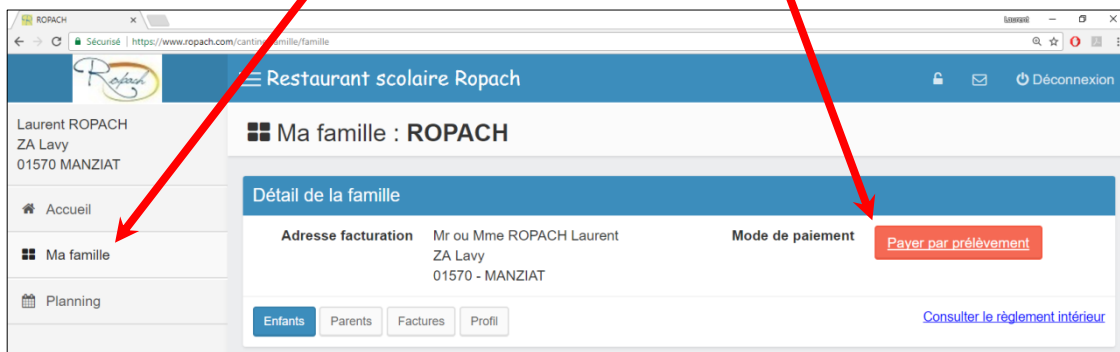 ROPACH
Laurent
Sécurisé | https://www.ropach.com/cantine/famille/famille
Ropach
Restaurant scolaire Ropach
Déconnexion
Laurent ROPACH
ZA Lavy
01570 MANZIAT
Ma famille : ROPACH
Accueil
Ma famille
Planning
Détail de la famille
Adresse facturation Mr ou Mme ROPACH Laurent
ZA Lavy
01570 - MANZIAT
Mode de paiement Payer par prélèvement
Enfants Parents Factures Profil
Consulter le règlement intérieur